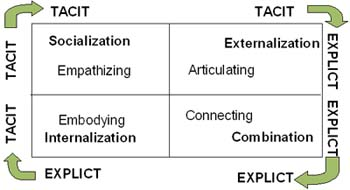 TACIT TACIT
Socialization Externalization
Empathizing Articulating
TACIT EXPLICT
Embodying Connecting
Internalization Combination
TACIT EXPLICT
EXPLICT EXPLICT